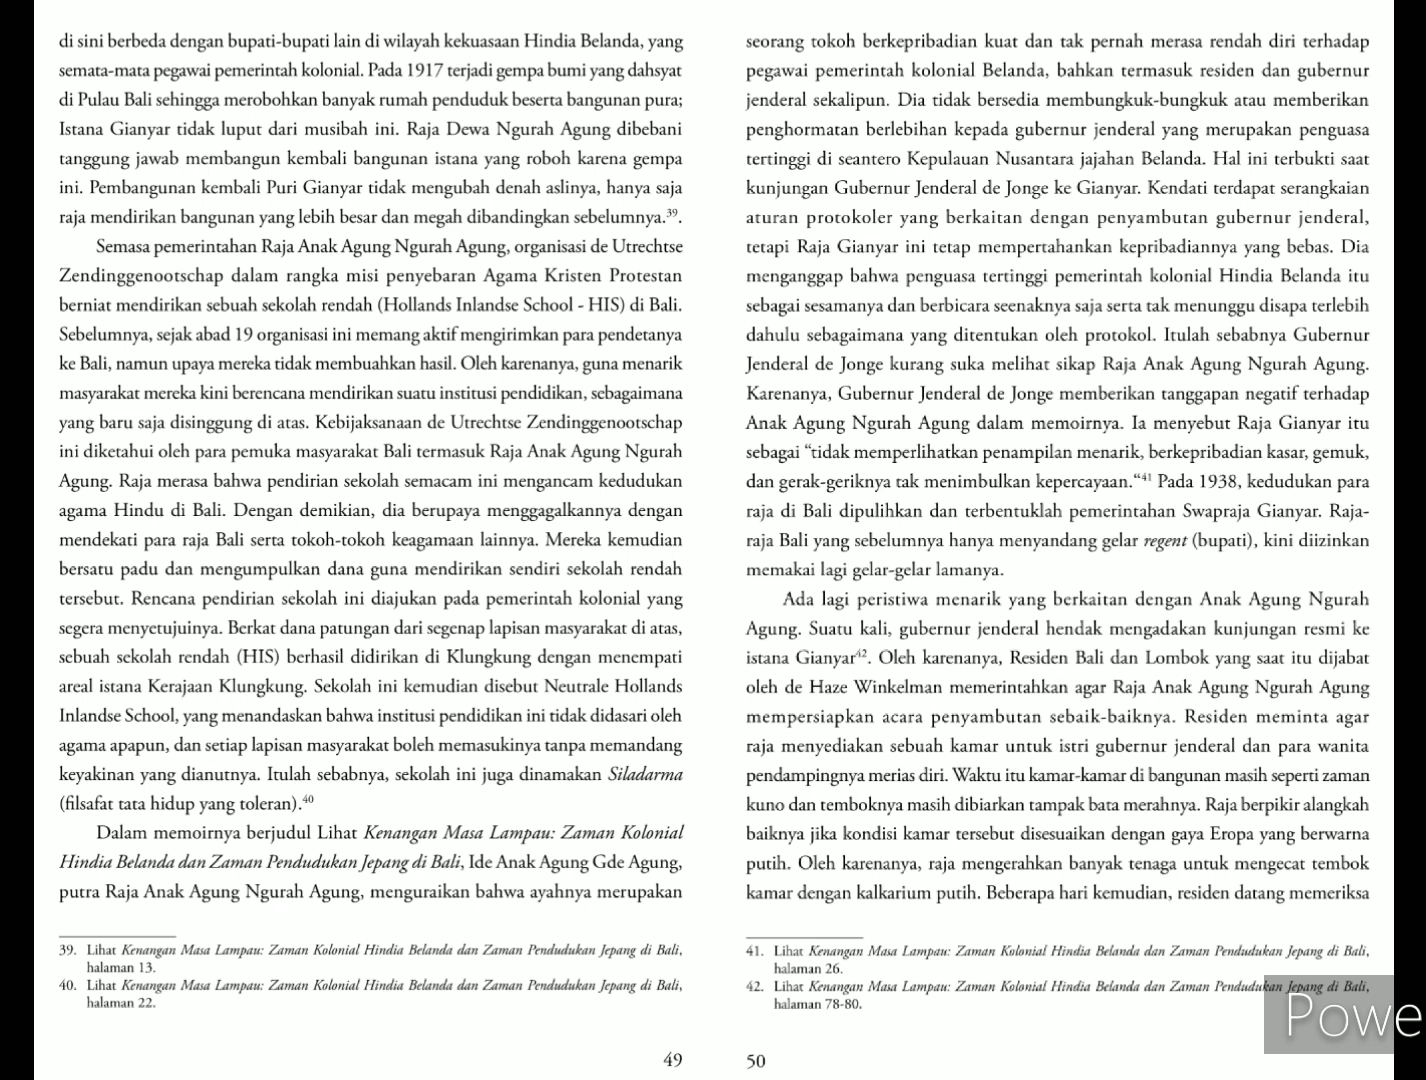 di sini berbeda dengan bupati-bupati lain di wilayah kekuasaan Hindia Belanda, yang
semata-mata pegawai pemerintah kolonial. Pada 1917 terjadi gempa bumi yang dahsyat
di Pulau Bali sehingga merobohkan banyak rumah penduduk beserta bangunan pura;
Istana Gianyar tidak luput dari musibah ini. Raja Dewa Ngurah Agung dibebani
tanggung jawab membangun kembali bangunan istana yang roboh karena gempa
ini. Pembangunan kembali Puri Gianyar tidak mengubah denah aslinya, hanya saja
raja mendirikan bangunan yang lebih besar dan megah dibandingkan sebelumnya.39.
Semasa pemerintahan Raja Anak Agung Ngurah Agung, organisasi de Utrechtse
Zendinggenootschap dalam rangka misi penyebaran Agama Kristen Protestan
berniat mendirikan sebuah sekolah rendah (Hollands Inlandse School - HIS) di Bali.
Sebelumnya, sejak abad 19 organisasi ini memang aktif mengirimkan para pendetanya
ke Bali, namun upaya mereka tidak membuahkan hasil. Oleh karenanya, guna menarik
masyarakat mereka kini berencana mendirikan suatu institusi pendidikan, sebagaimana
yang baru saja disinggung di atas. Kebijaksanaan de Utrechtse Zendinggenootschap
ini diketahui oleh para pemuka masyarakat Bali termasuk Raja Anak Agung Ngurah
Agung. Raja merasa bahwa pendirian sekolah semacam ini mengancam kedudukan
agama Hindu di Bali. Dengan demikian, dia berupaya menggagalkannya dengan
mendekati para raja Bali serta tokoh-tokoh keagamaan lainnya. Mereka kemudian
bersatu padu dan mengumpulkan dana guna mendirikan sendiri sekolah rendah
tersebut. Rencana pendirian sekolah ini diajukan pada pemerintah kolonial yang
segera menyetujuinya. Berkat dana patungan dari segenap lapisan masyarakat di atas,
sebuah sekolah rendah (HIS) berhasil didirikan di Klungkung dengan menempati
areal istana Kerajaan Klungkung. Sekolah ini kemudian disebut Neutrale Hollands
Inlandse School, yang menandaskan bahwa institusi pendidikan ini tidak didasari oleh
agama apapun, dan setiap lapisan masyarakat boleh memasukinya tanpa memandang
keyakinan yang dianutnya. Itulah sebabnya, sekolah ini juga dinamakan Siladarma
(filsafat tata hidup yang toleran).40
Dalam memoirnya berjudul Lihat Kenangan Masa Lampau: Zaman Kolonial
Hindia Belanda dan Zaman Pendudukan Jepang di Bali, Ide Anak Agung Gde Agung,
putra Raja Anak Agung Ngurah Agung, menguraikan bahwa ayahnya merupakan
39. Lihat Kenangan Masa Lampau: Zaman Kolonial Hindia Belanda dan Zaman Pendudukan Jepang di Bali,
halaman 13.
40. Lihat Kenangan Masa Lampau: Zaman Kolonial Hindia Belanda dan Zaman Pendudukan Jepang di Bali,
halaman 22.
49
seorang tokoh berkepribadian kuat dan tak pernah merasa rendah diri terhadap
pegawai pemerintah kolonial Belanda, bahkan termasuk residen dan gubernur
jenderal sekalipun. Dia tidak bersedia membungkuk-bungkuk atau memberikan
penghormatan berlebihan kepada gubernur jenderal yang merupakan penguasa
tertinggi di seantero Kepulauan Nusantara jajahan Belanda. Hal ini terbukti saat
kunjungan Gubernur Jenderal de Jonge ke Gianyar. Kendati terdapat serangkaian
aturan protokoler yang berkaitan dengan penyambutan gubernur jenderal,
tetapi Raja Gianyar ini tetap mempertahankan kepribadiannya yang bebas. Dia
menganggap bahwa penguasa tertinggi pemerintah kolonial Hindia Belanda itu
sebagai sesamanya dan berbicara seenaknya saja serta tak menunggu disapa terlebih
dahulu sebagaimana yang ditentukan oleh protokol. Itulah sebabnya Gubernur
Jenderal de Jonge kurang suka melihat sikap Raja Anak Agung Ngurah Agung.
Karenanya, Gubernur Jenderal de Jonge memberikan tanggapan negatif terhadap
Anak Agung Ngurah Agung dalam memoirnya. Ia menyebut Raja Gianyar itu
sebagai “tidak memperlihatkan penampilan menarik, berkepribadian kasar, gemuk,
dan gerak-geriknya tak menimbulkan kepercayaan.“41 Pada 1938, kedudukan para
raja di Bali dipulihkan dan terbentuklah pemerintahan Swapraja Gianyar. Raja-
raja Bali yang sebelumnya hanya menyandang gelar regent (bupati), kini diizinkan
memakai lagi gelar-gelar lamanya.
Ada lagi peristiwa menarik yang berkaitan dengan Anak Agung Ngurah
Agung. Suatu kali, gubernur jenderal hendak mengadakan kunjungan resmi ke
istana Gianyar42. Oleh karenanya, Residen Bali dan Lombok yang saat itu dijabat
oleh de Haze Winkelman memerintahkan agar Raja Anak Agung Ngurah Agung
mempersiapkan acara penyambutan sebaik-baiknya. Residen meminta agar
raja menyediakan sebuah kamar untuk istri gubernur jenderal dan para wanita
pendampingnya merias diri. Waktu itu kamar-kamar di bangunan masih seperti zaman
kuno dan temboknya masih dibiarkan tampak bata merahnya. Raja berpikir alangkah
baiknya jika kondisi kamar tersebut disesuaikan dengan gaya Eropa yang berwarna
putih. Oleh karenanya, raja mengerahkan banyak tenaga untuk mengecat tembok
kamar dengan kalkarium putih. Beberapa hari kemudian, residen datang memeriksa
41. Lihat Kenangan Masa Lampau: Zaman Kolonial Hindia Belanda dan Zaman Pendudukan Jepang di Bali,
halaman 26.
42. Lihat Kenangan Masa Lampau: Zaman Kolonial Hindia Belanda dan Zaman Pendudukan Jepang di Bali,
halaman 78-80.
50
Powe